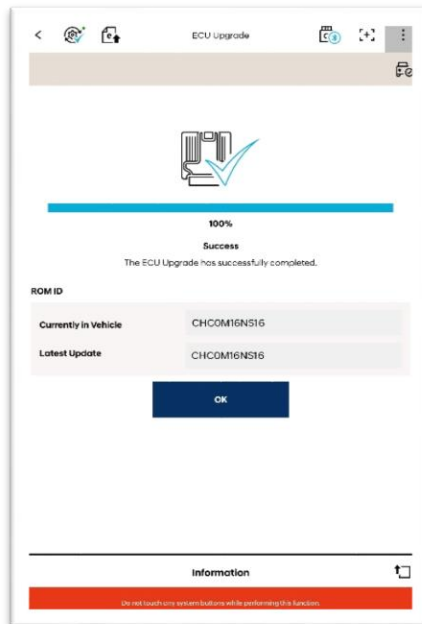 ECU Upgrade
100%
Success
The ECU Upgrade has successfully completed.
ROM ID
Currently in Vehicle CHC0M16NS16
Latest Update CHC0M16NS16
OK
Information
Do not touch any system buttons while performing this function.